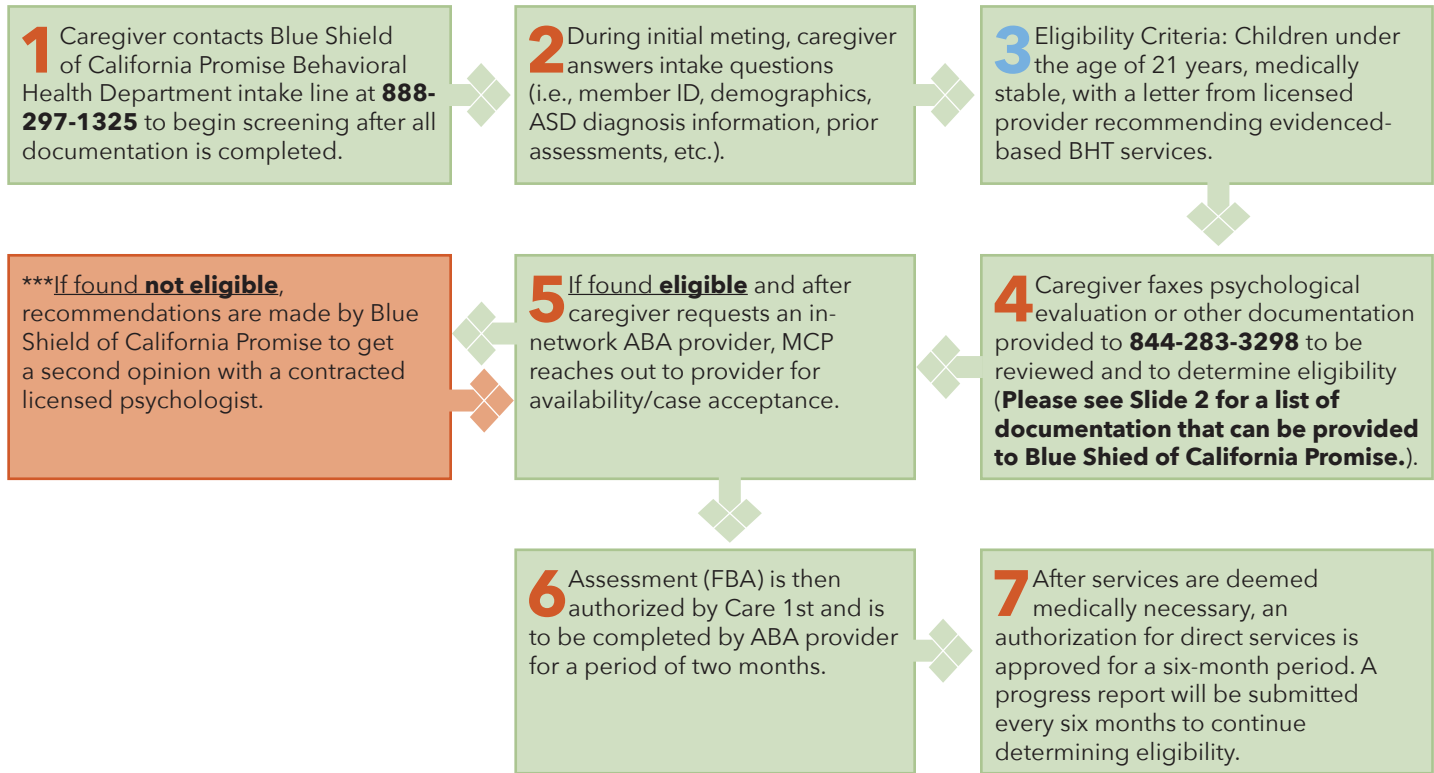 1 Caregiver contacts Blue Shield
of California Promise Behavioral
Health Department intake line at 888-
297-1325 to begin screening after all
documentation is completed.
2 During initial meting, caregiver
answers intake questions
(i.e., member ID, demographics,
ASD diagnosis information, prior
assessments, etc.).
3 Eligibility Criteria: Children under
the age of 21 years, medically
stable, with a letter from licensed
provider recommending evidenced-
based BHT services.
4 Caregiver faxes psychological
evaluation or other documentation
provided to 844-283-3298 to be
reviewed and to determine eligibility
(Please see Slide 2 for a list of
documentation that can be provided
to Blue Shied of California Promise.).
5 If found eligible and after
caregiver requests an in-
network ABA provider, MCP
reaches out to provider for
availability/case acceptance.
***If found not eligible,
recommendations are made by Blue
Shield of California Promise to get
a second opinion with a contracted
licensed psychologist.
6 Assessment (FBA) is then
authorized by Care 1st and is
to be completed by ABA provider
for a period of two months.
7 After services are deemed
medically necessary, an
authorization for direct services is
approved for a six-month period. A
progress report will be submitted
every six months to continue
determining eligibility.